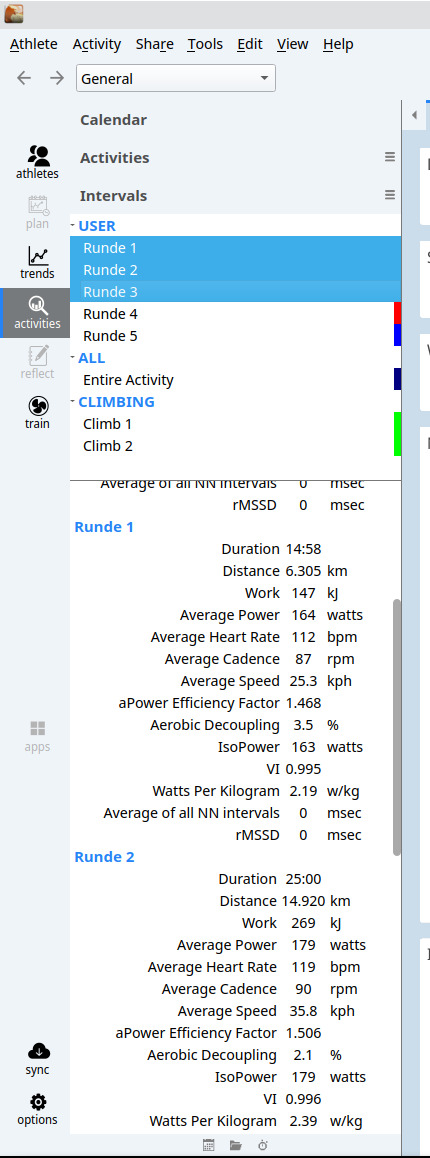 Athlete Activity Share Tools Edit View Help
General
Calendar
Activities
Intervals
athletes
plan
trends
activities
reflect
train
apps
sync
options
USER
Runde 1
Runde 2
Runde 3
Runde 4
Runde 5
ALL
Entire Activity
CLIMBING
Climb 1
Climb 2
Average of all NN intervals 0 msec
rMSSD 0 msec
Runde 1
Duration 14:58
Distance 6.305 km
Work 147 kJ
Average Power 164 watts
Average Heart Rate 112 bpm
Average Cadence 87 rpm
Average Speed 25.3 kph
aPower Efficiency Factor 1.468
Aerobic Decoupling 3.5 %
IsoPower 163 watts
VI 0.995
Watts Per Kilogram 2.19 w/kg
Average of all NN intervals 0 msec
rMSSD 0 msec
Runde 2
Duration 25:00
Distance 14.920 km
Work 269 kJ
Average Power 179 watts
Average Heart Rate 119 bpm
Average Cadence 90 rpm
Average Speed 35.8 kph
aPower Efficiency Factor 1.506
Aerobic Decoupling 2.1 %
IsoPower 179 watts
VI 0.996
Watts Per Kilogram 2.39 w/kg